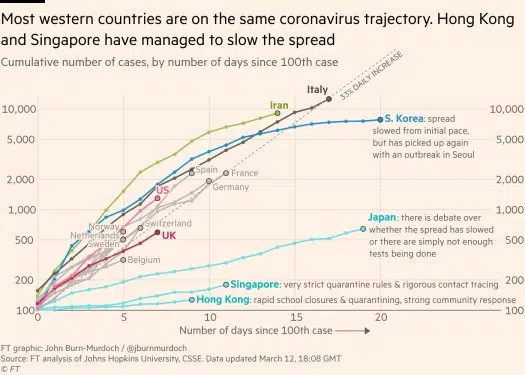 Most western countries are on the same coronavirus trajectory. Hong Kong
and Singapore have managed to slow the spread
Cumulative number of cases, by number of days since 100th case
33% DAILY INCREASE
Italy
Iran
10,000
10,000
S. Korea: spread
slowed from initial pace,
but has picked up again
with an outbreak in Seoul
5,000
5,000
Spain
France
Germany
2,000
2,000
US
1,000
1,000
Japan: there is debate over
whether the spread has slowed
or there are simply not enough
tests being done
Norway
Switzerland
Netherlands
Sweden
UK
500
500
Belgium
200
200
Singapore: very strict quarantine rules & rigorous contact tracing
Hong Kong: rapid school closures & quarantining, strong community response
100
100
0
5
10
15
20
Number of days since 100th case
FT graphic: John Burn-Murdoch / @jburnmurdoch
Source: FT analysis of Johns Hopkins University, CSSE. Data updated March 12, 18:08 GMT
© FT